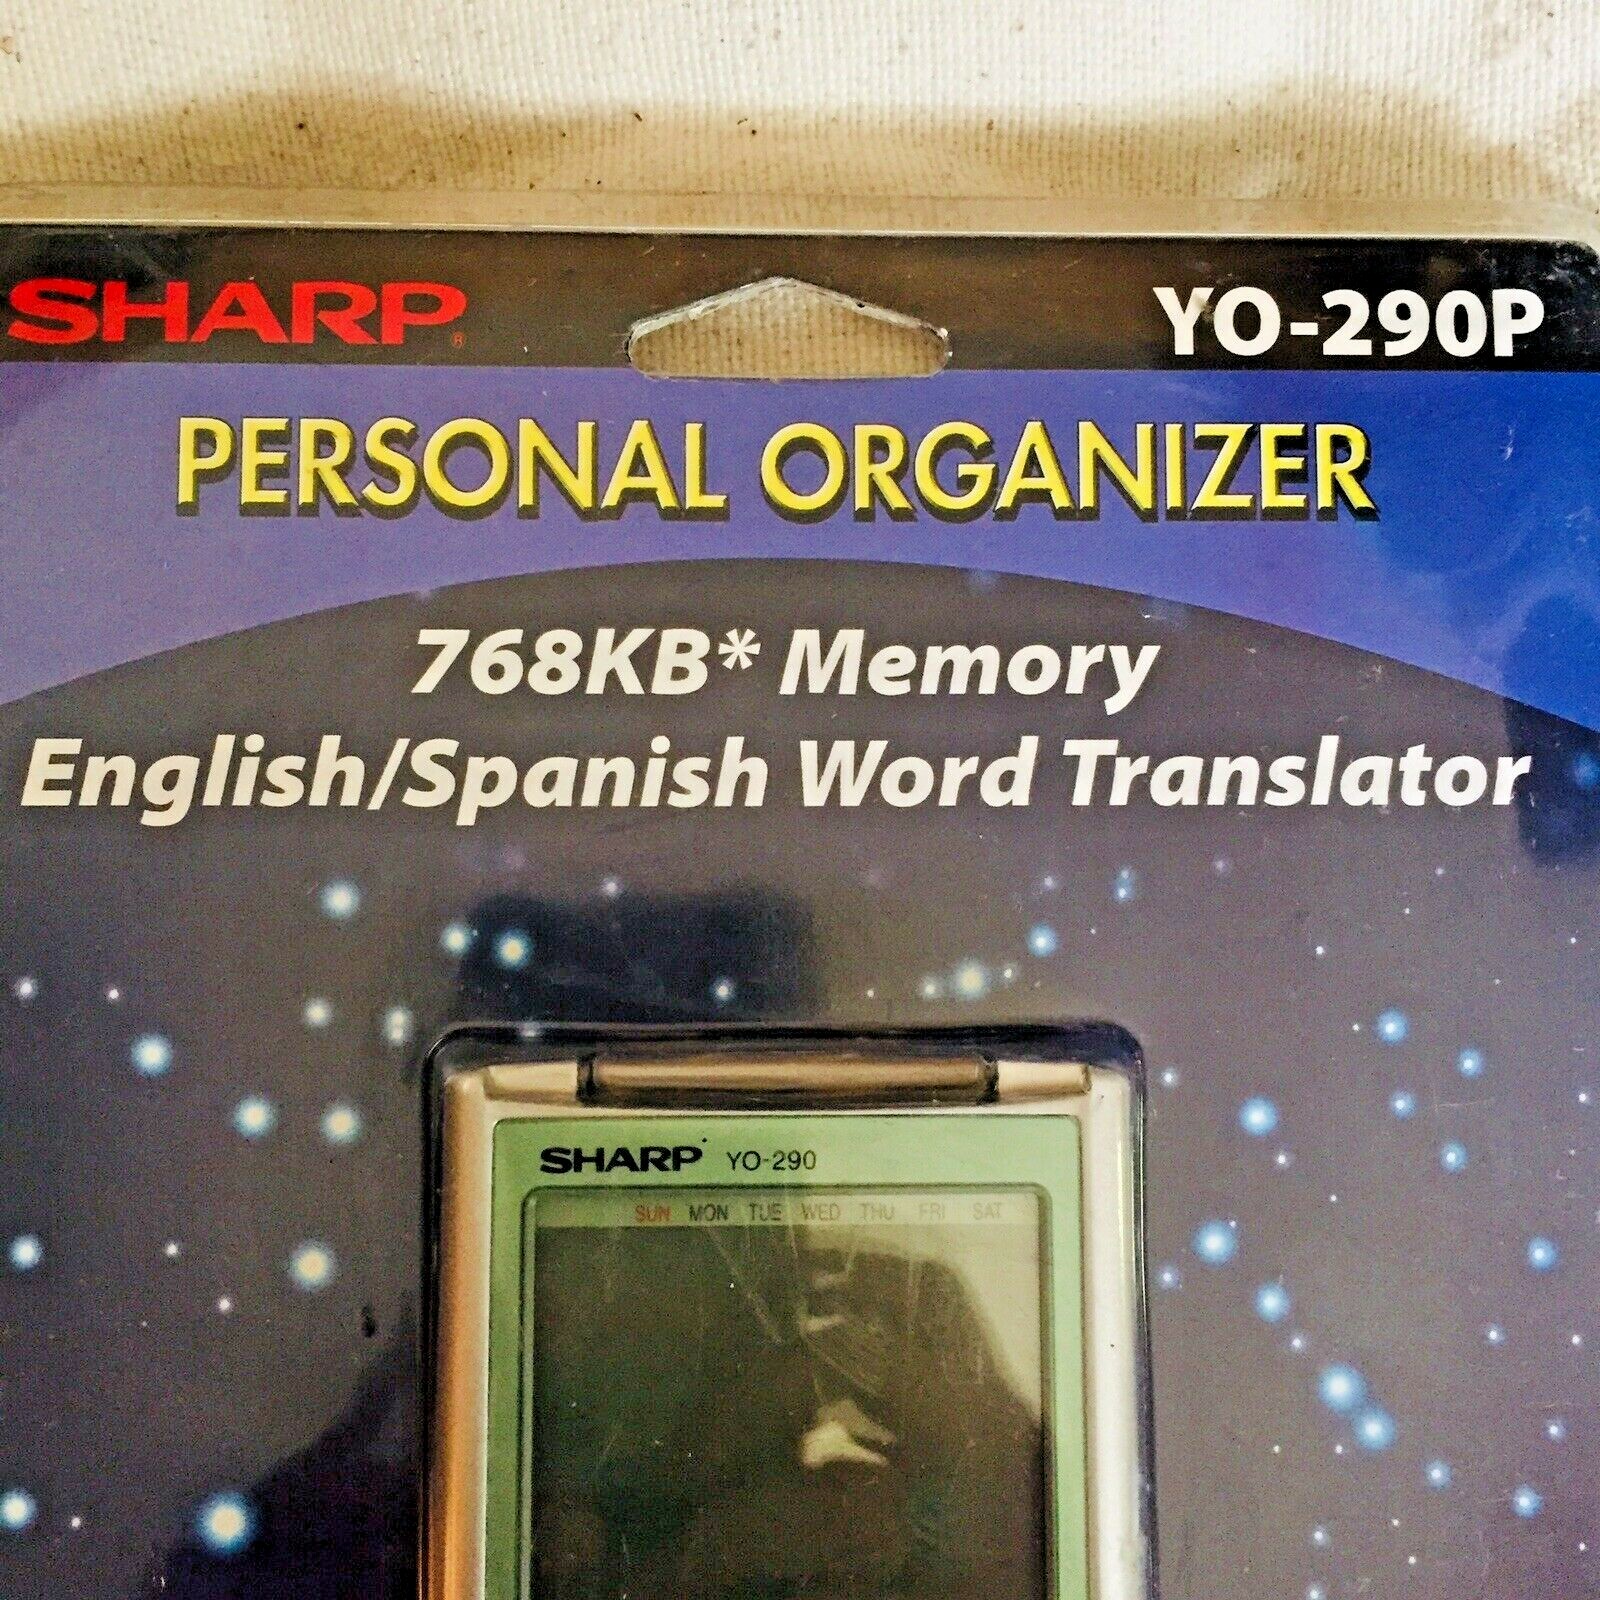 SHARP® YO-290P
PERSONAL ORGANIZER
768KB* Memory
English/Spanish Word Translator
SHARP YO-290
SUN MON TUE WED THU FRI SAT